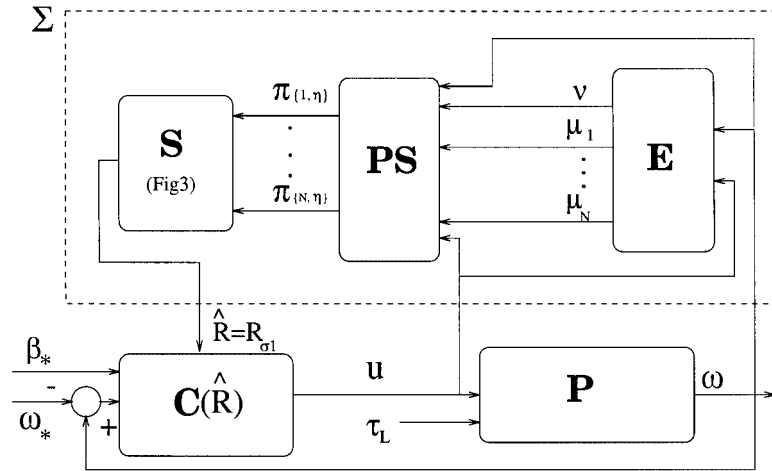 Σ
π{1,η}
ν
μ1
S
(Fig3)
PS
E
π{N,η}
μN
R̂=Rσ1
β*
-
C(R̂)
u
P
ω
ω*
+
τL